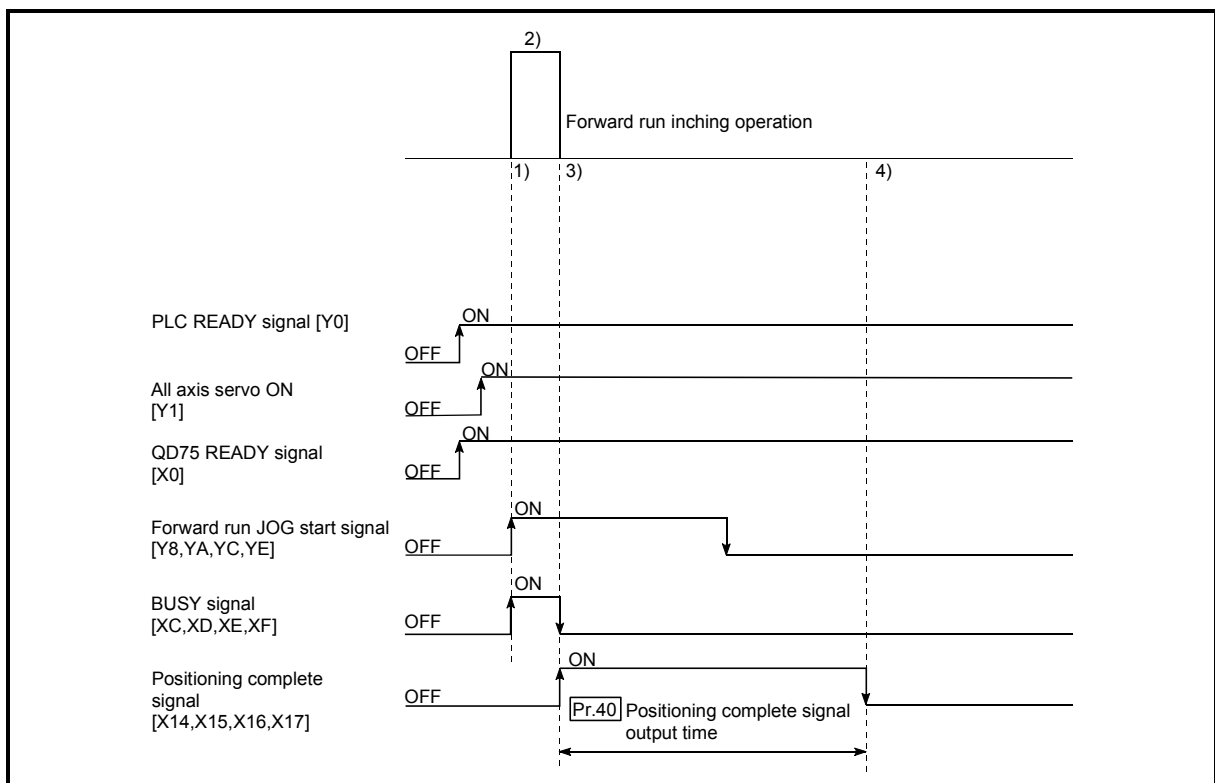 2)
Forward run inching operation
1)
3)
4)
PLC READY signal [Y0]
OFF
ON
All axis servo ON
[Y1]
OFF
ON
QD75 READY signal
[X0]
OFF
ON
Forward run JOG start signal
[Y8,YA,YC,YE]
OFF
ON
BUSY signal
[XC,XD,XE,XF]
OFF
ON
Positioning complete
signal
[X14,X15,X16,X17]
OFF
ON
Pr.40 Positioning complete signal
output time